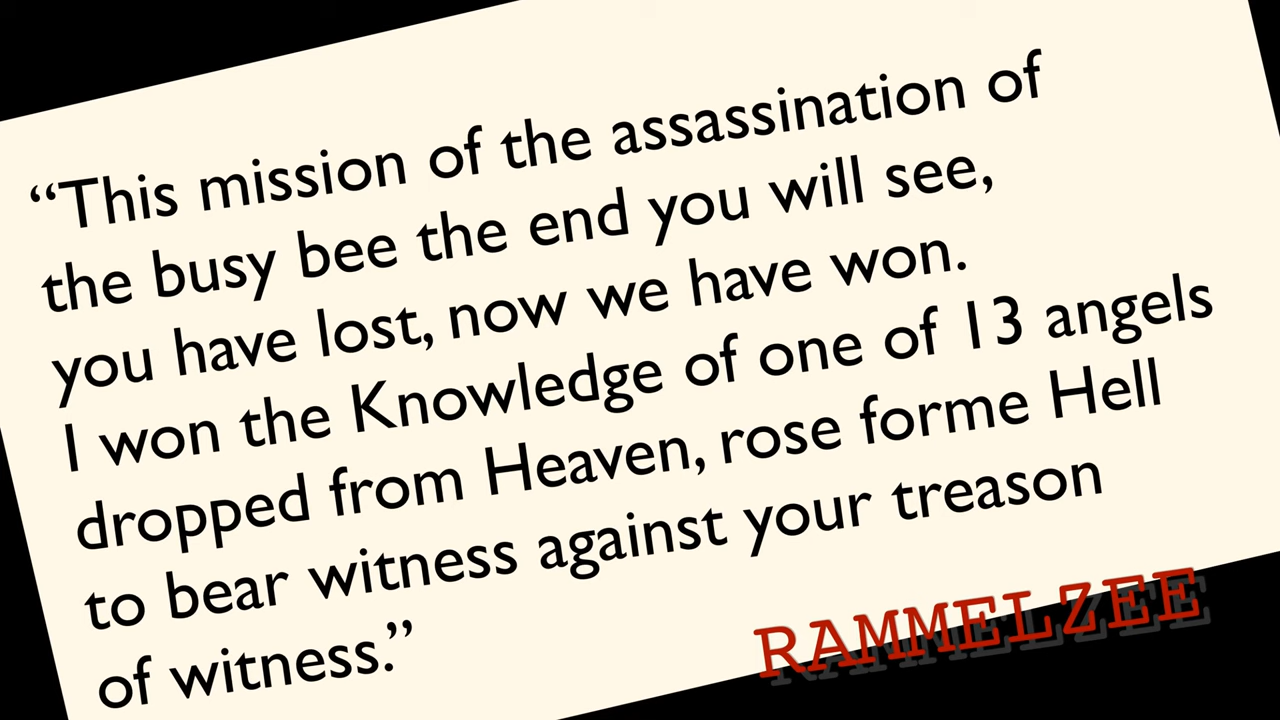 “This mission of the assassination of
the busy bee the end you will see,
you have lost, now we have won.
I won the Knowledge of one of 13 angels
dropped from Heaven, rose forme Hell
to bear witness against your treason
of witness.”
RAMMELZEE